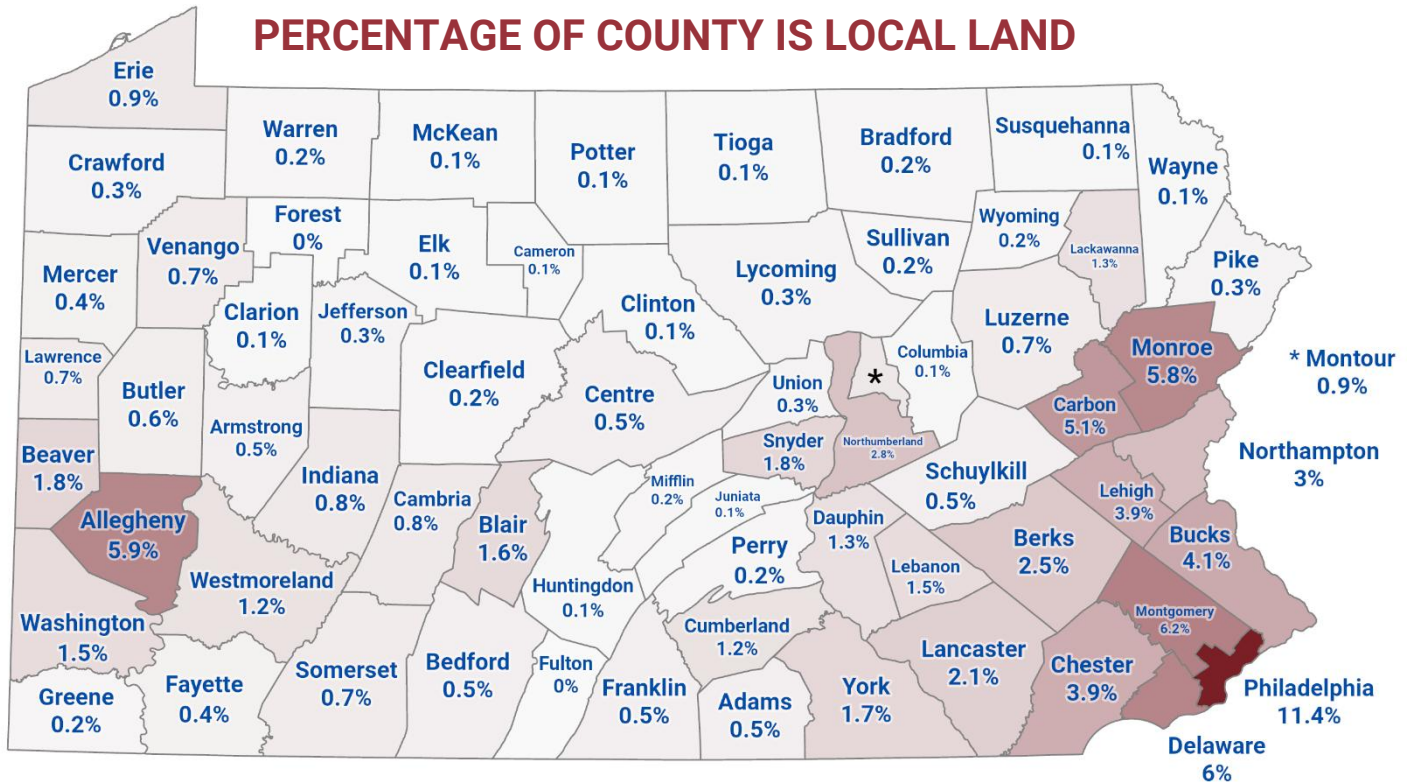 PERCENTAGE OF COUNTY IS LOCAL LAND
Erie
0.9%
Crawford
0.3%
Warren
0.2%
McKean
0.1%
Potter
0.1%
Tioga
0.1%
Bradford
0.2%
Susquehanna
0.1%
Wayne
0.1%
Mercer
0.4%
Venango
0.7%
Forest
0%
Elk
0.1%
Cameron
0.1%
Lycoming
0.3%
Sullivan
0.2%
Wyoming
0.2%
Lackawanna
1.3%
Pike
0.3%
Clarion
0.1%
Jefferson
0.3%
Clinton
0.1%
Luzerne
0.7%
Lawrence
0.7%
Butler
0.6%
Clearfield
0.2%
Centre
0.5%
Union
0.3%
*
Columbia
0.1%
Monroe
5.8%
* Montour
0.9%
Carbon
5.1%
Armstrong
0.5%
Beaver
1.8%
Indiana
0.8%
Snyder
1.8%
Northumberland
2.8%
Northampton
3%
Allegheny
5.9%
Cambria
0.8%
Blair
1.6%
Mifflin
0.2%
Juniata
0.1%
Schuylkill
0.5%
Lehigh
3.9%
Westmoreland
1.2%
Huntingdon
0.1%
Perry
0.2%
Dauphin
1.3%
Lebanon
1.5%
Berks
2.5%
Bucks
4.1%
Washington
1.5%
Cumberland
1.2%
Montgomery
6.2%
Greene
0.2%
Fayette
0.4%
Somerset
0.7%
Bedford
0.5%
Fulton
0%
Franklin
0.5%
Adams
0.5%
York
1.7%
Lancaster
2.1%
Chester
3.9%
Philadelphia
11.4%
Delaware
6%